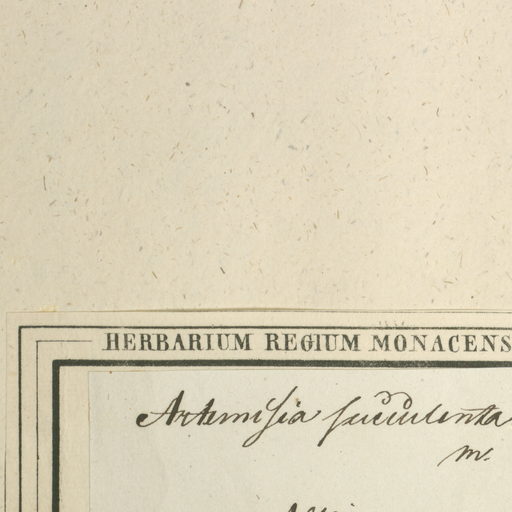 HERBARIUM REGIUM MONACENS
Artemisia succulenta
m.